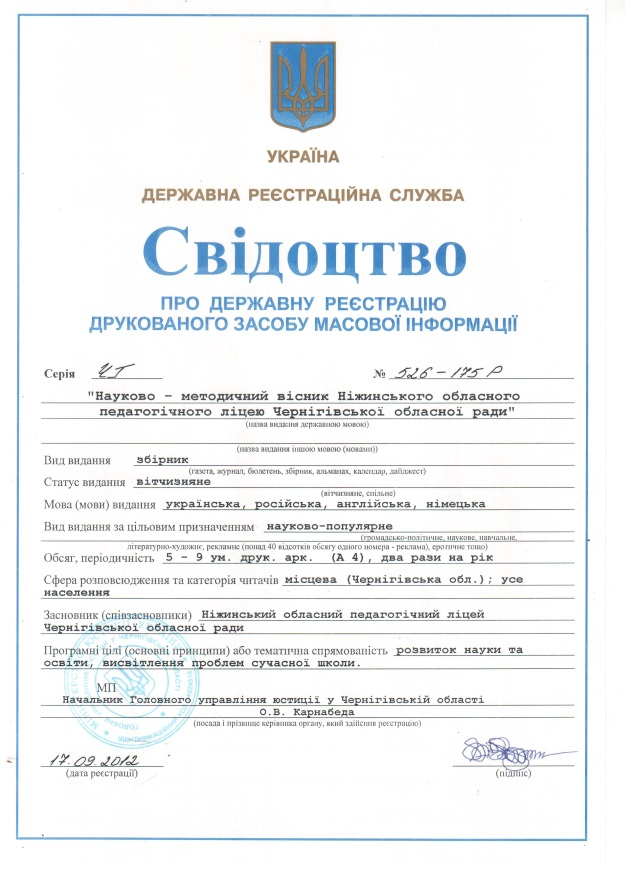 УКРАЇНА
ДЕРЖАВНА РЕЄСТРАЦІЙНА СЛУЖБА
Свідоцтво
ПРО ДЕРЖАВНУ РЕЄСТРАЦІЮ
ДРУКОВАНОГО ЗАСОБУ МАСОВОЇ ІНФОРМАЦІЇ
Серія ЧГ № 526-175 Р
"Науково – методичний вісник Ніжинського обласного
педагогічного ліцею Чернігівської обласної ради"
(назва видання державною мовою)
(назва видання іншою мовою (мовами))
Вид видання збірник
(газета, журнал, бюлетень, збірник, альманах, календар, дайджест)
Статус видання вітчизняне
(вітчизняне, спільне)
Мова (мови) видання українська, російська, англійська, німецька
Вид видання за цільовим призначенням науково-популярне
(громадсько-політичне, наукове, навчальне,
літературно-художнє, рекламне (понад 40 відсотків обсягу одного номера - реклама), еротичне тощо)
Обсяг, періодичність 5 – 9 ум. друк. арк. (А 4), два рази на рік
Сфера розповсюдження та категорія читачів місцева (Чернігівська обл.); усе
населення
Засновник (співзасновники) Ніжинський обласний педагогічний ліцей
Чернігівської обласної ради
Програмні цілі (основні принципи) або тематична спрямованість розвиток науки та
освіти, висвітлення проблем сучасної школи.
МП
Начальник Головного управління юстиції у Чернігівській області
О.В. Карнабеда
(посада і прізвище керівника органу, який здійснив реєстрацію)
17.09.2012
(дата реєстрації) (підпис)